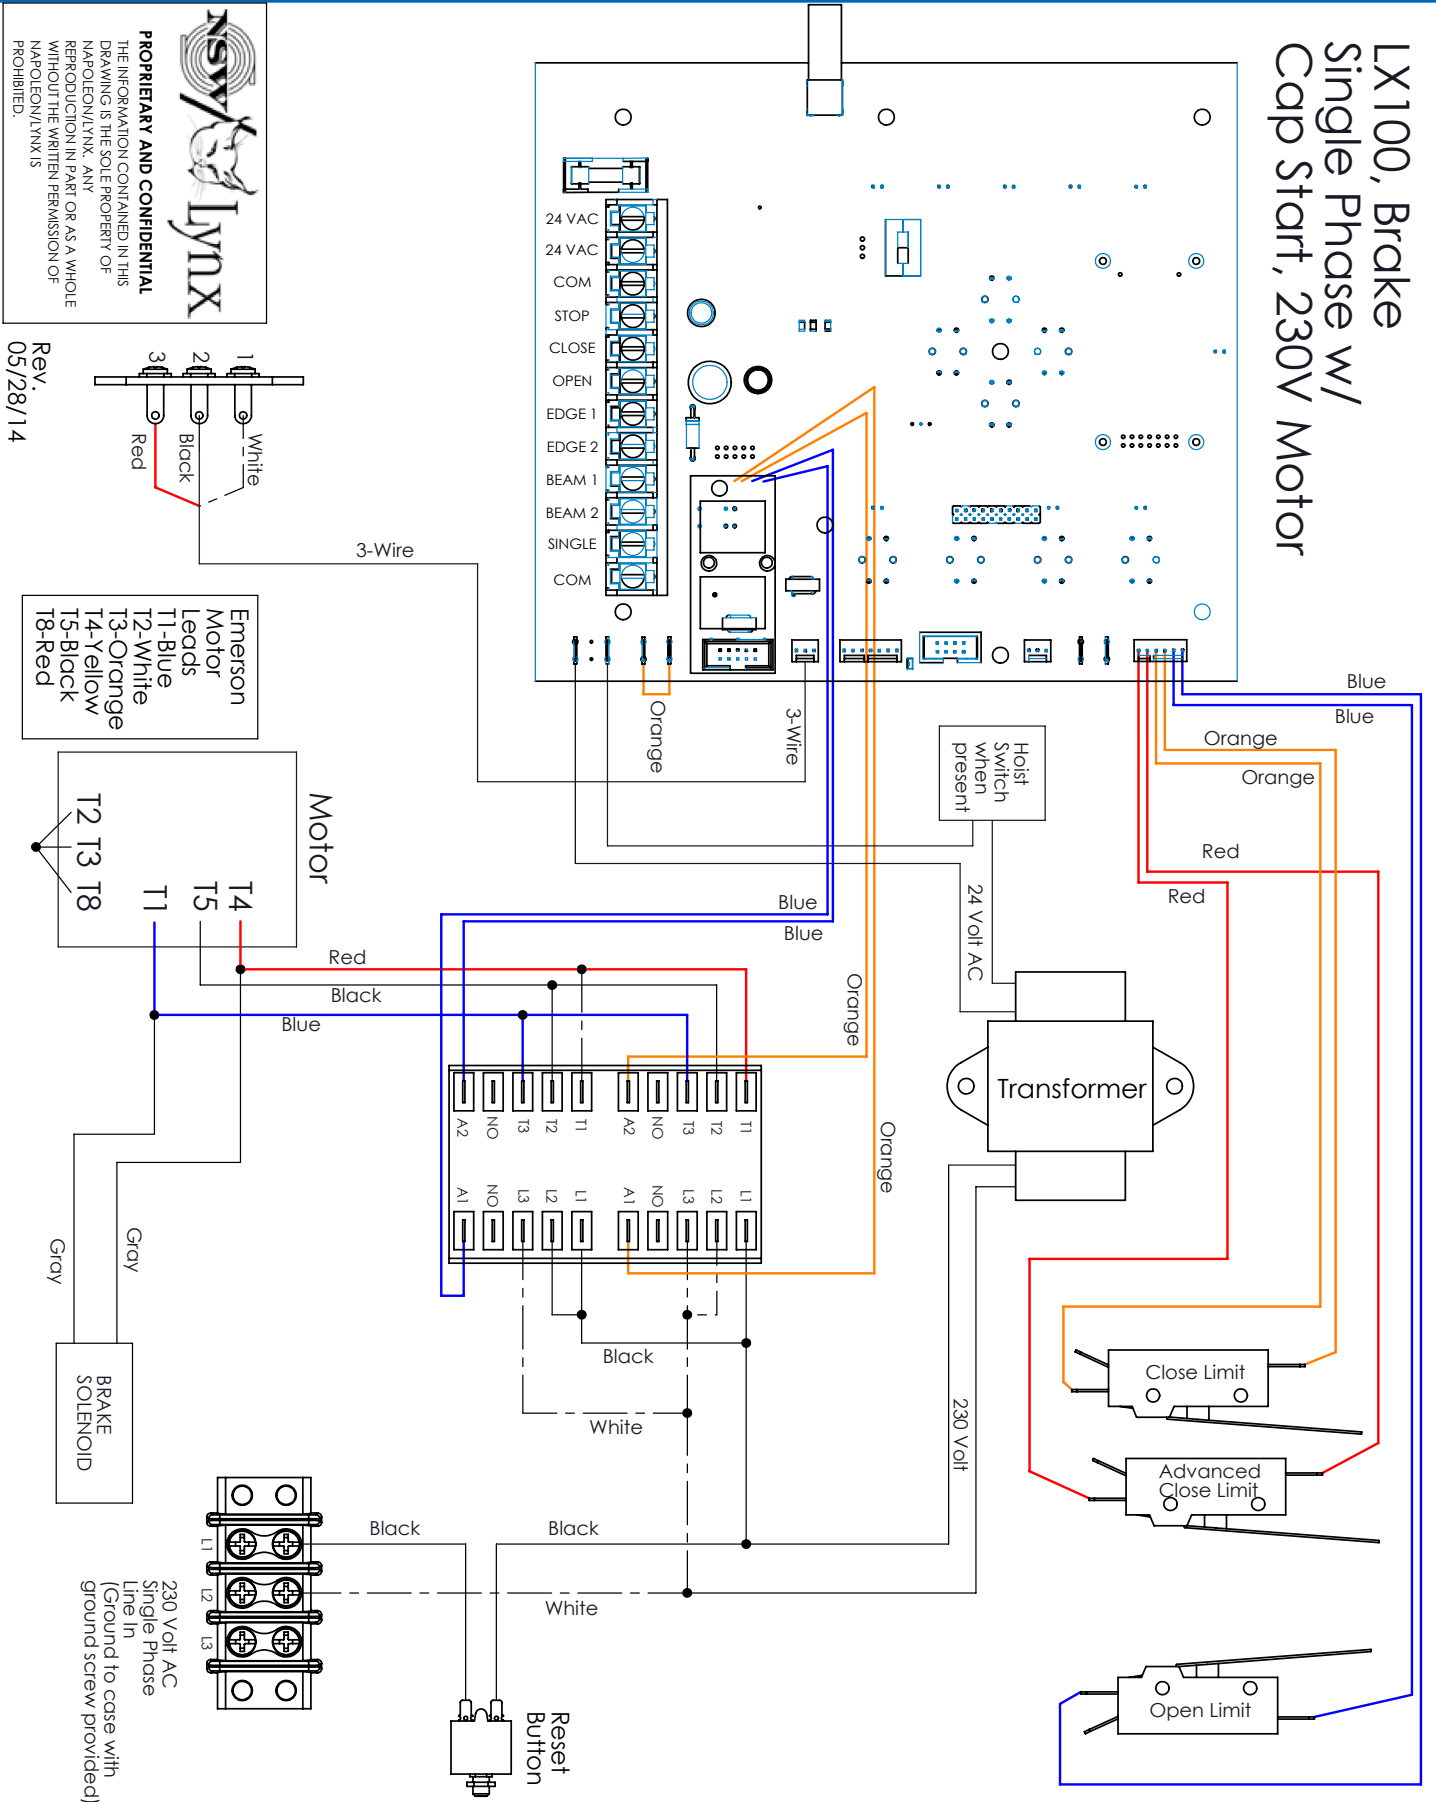 LX100, Brake
Single Phase w/
Cap Start, 230V Motor
NSW
Lynx
PROPRIETARY AND CONFIDENTIAL
THE INFORMATION CONTAINED IN THIS
DRAWING IS THE SOLE PROPERTY OF
NAPOLEON/LYNX. ANY
REPRODUCTION IN PART OR AS A WHOLE
WITHOUT THE WRITTEN PERMISSION OF
NAPOLEON/LYNX IS
PROHIBITED.
Rev.
05/28/14
1
2
3
White
Black
Red
3-Wire
24 VAC
24 VAC
COM
STOP
CLOSE
OPEN
EDGE 1
EDGE 2
BEAM 1
BEAM 2
SINGLE
COM
Emerson
Motor
Leads
T1-Blue
T2-White
T3-Orange
T4-Yellow
T5-Black
T8-Red
Motor
T2
T3
T8
T1
T5
T4
Orange
3-Wire
Hoist
Switch
when
present
Blue
Blue
Orange
Orange
Red
Red
24 Volt AC
Blue
Blue
Orange
Orange
Red
Black
Blue
Transformer
A2
NO
T3
T2
T1
A2
NO
T3
T2
T1
A1
NO
L3
L2
L1
A1
NO
L3
L2
L1
Gray
Gray
BRAKE
SOLENOID
Black
White
230 Volt
Close Limit
Advanced
Close Limit
Open Limit
Black
Black
White
L1
L2
L3
230 Volt AC
Single Phase
Line In
(Ground to case with
ground screw provided)
Reset
Button